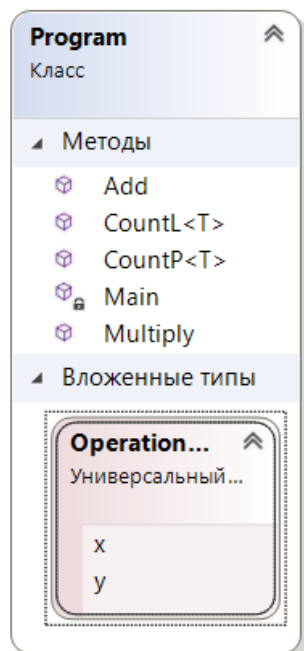 Program
Класс
Методы
Add
CountL<T>
CountP<T>
Main
Multiply
Вложенные типы
Operation...
Универсальный...
x
y